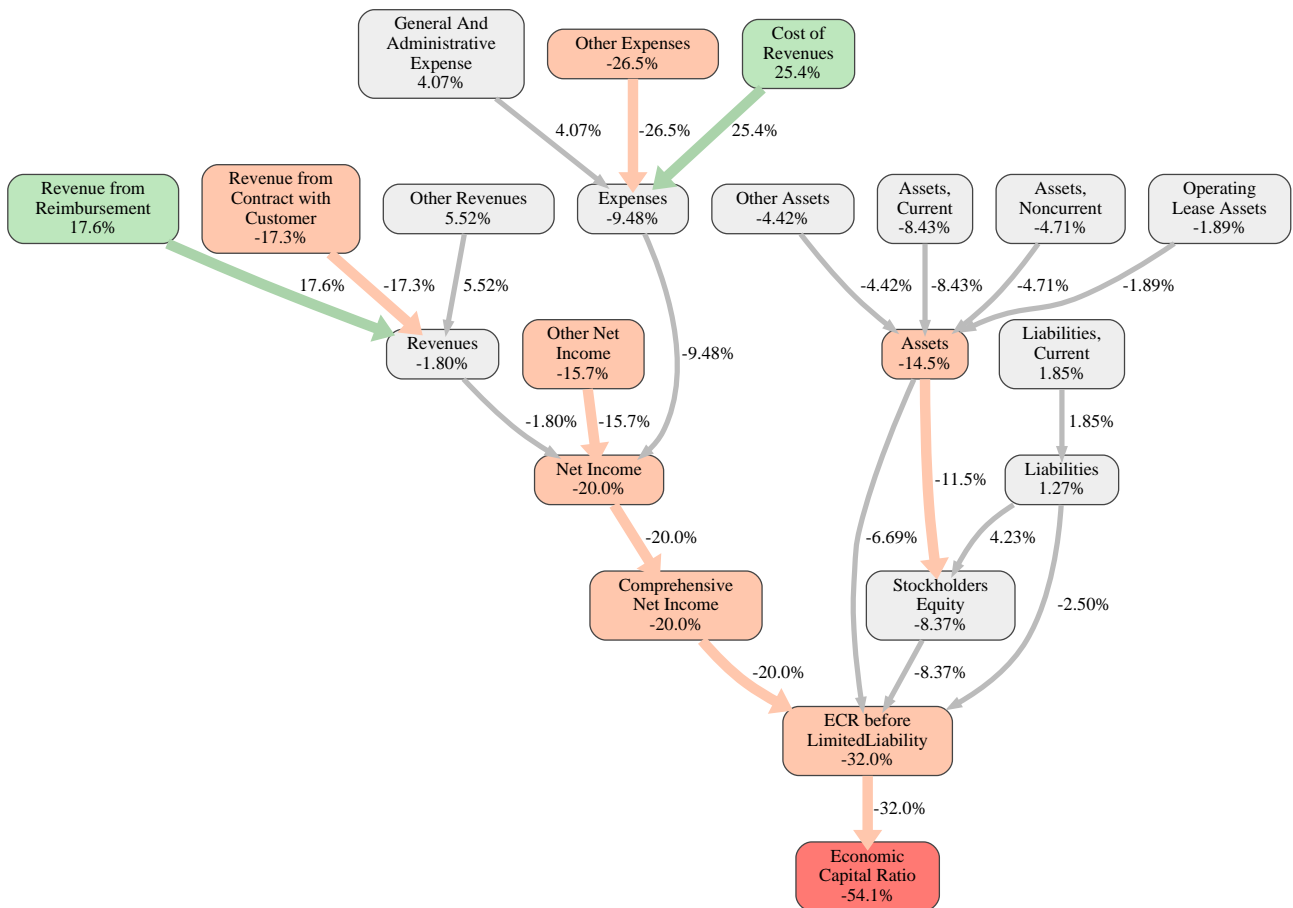 General And
Administrative
Expense
4.07%
Other Expenses
-26.5%
Cost of
Revenues
25.4%
4.07%
-26.5%
25.4%
Revenue from
Reimbursement
17.6%
Revenue from
Contract with
Customer
-17.3%
Other Revenues
5.52%
Expenses
-9.48%
Other Assets
-4.42%
Assets,
Current
-8.43%
Assets,
Noncurrent
-4.71%
Operating
Lease Assets
-1.89%
17.6%
-17.3%
5.52%
-4.42%
-8.43%
-4.71%
-1.89%
Revenues
-1.80%
Other Net
Income
-15.7%
-9.48%
Assets
-14.5%
Liabilities,
Current
1.85%
-1.80%
-15.7%
1.85%
Net Income
-20.0%
-11.5%
Liabilities
1.27%
-20.0%
-6.69%
4.23%
Comprehensive
Net Income
-20.0%
Stockholders
Equity
-8.37%
-2.50%
-20.0%
-8.37%
ECR before
LimitedLiability
-32.0%
-32.0%
Economic
Capital Ratio
-54.1%